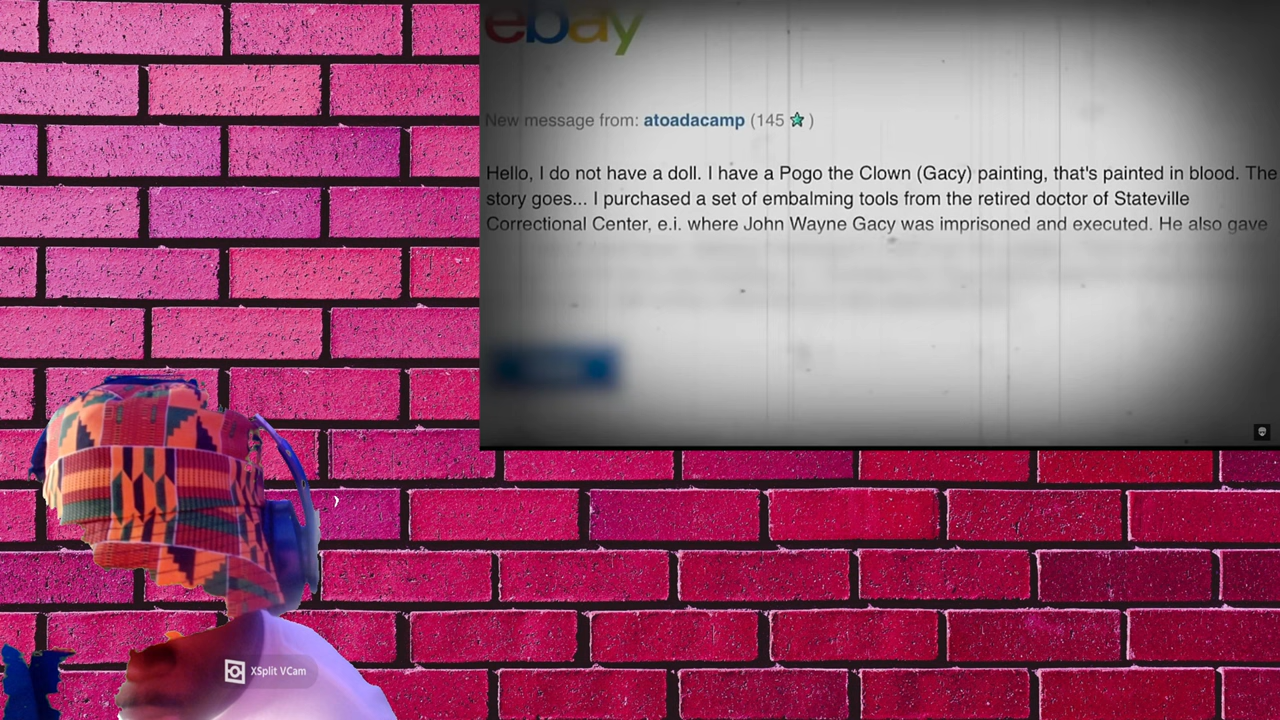 ebay
New message from: atoadacamp (145 )
Hello, I do not have a doll. I have a Pogo the Clown (Gacy) painting, that's painted in blood. The
story goes... I purchased a set of embalming tools from the retired doctor of Stateville
Correctional Center, e.i. where John Wayne Gacy was imprisoned and executed. He also gave
XSplit VCam